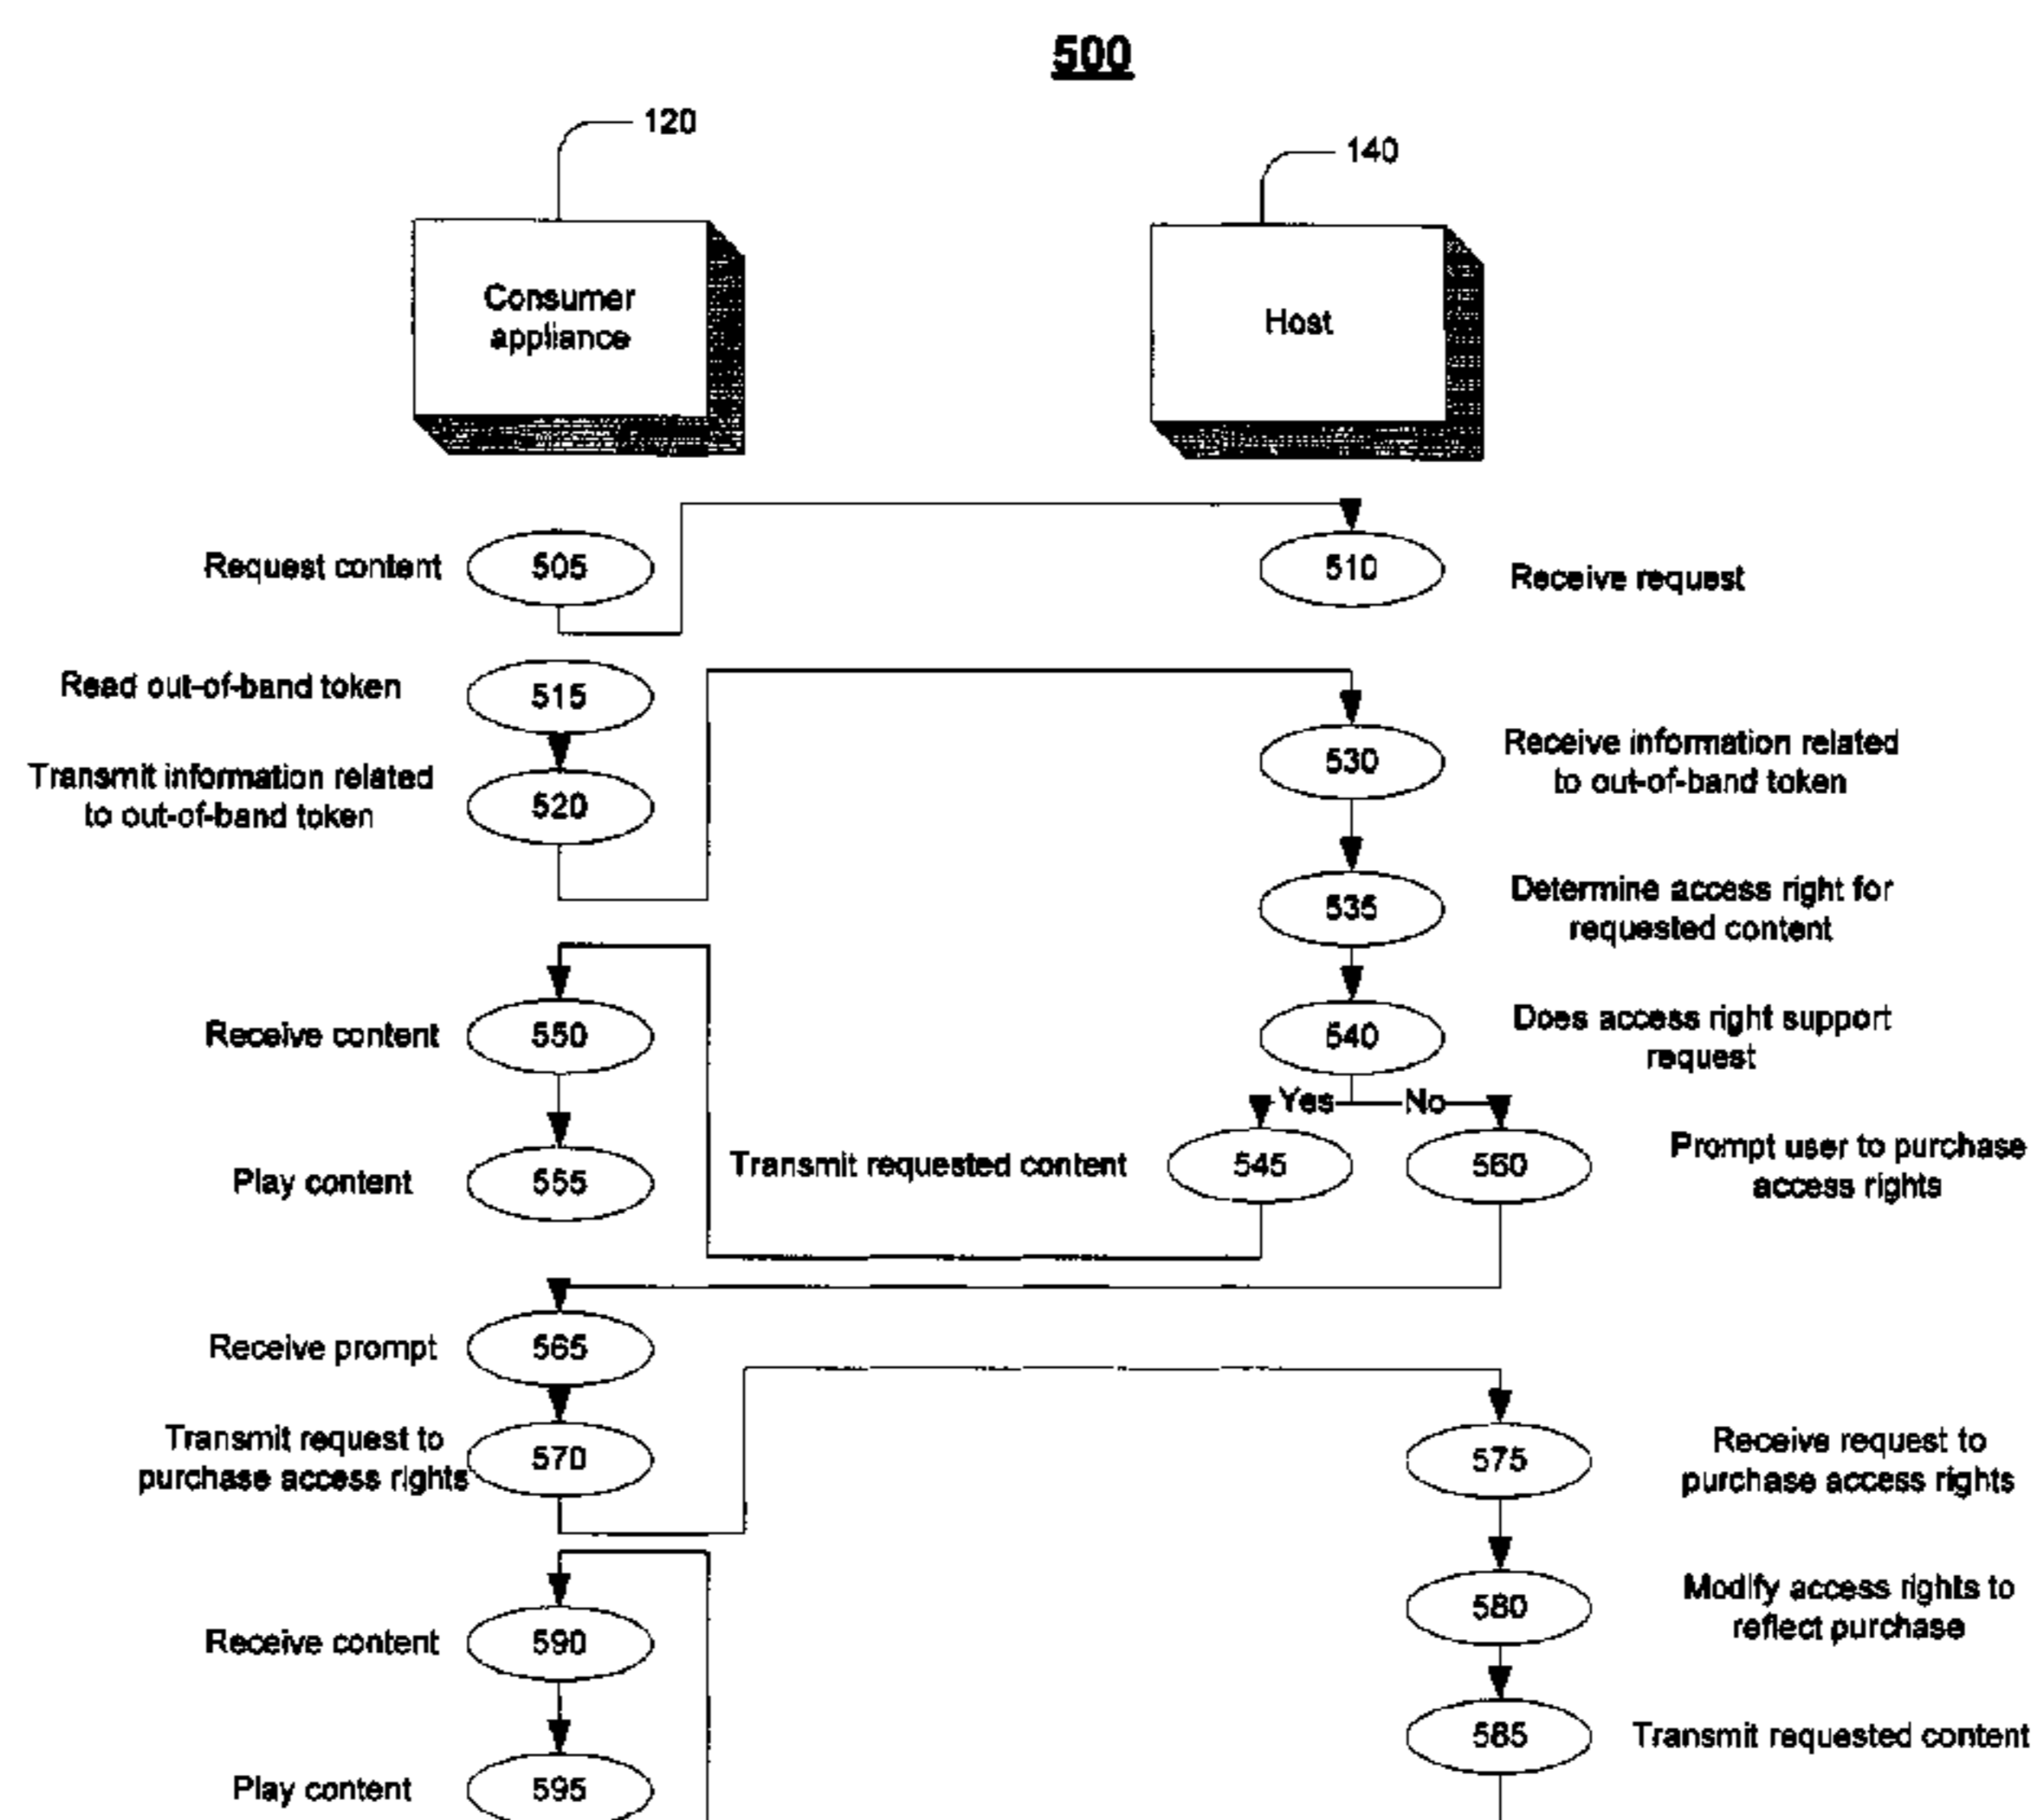 500
120
140
Consumer
appliance
Host
Request content
505
510
Receive request
Read out-of-band token
515
Transmit information related
to out-of-band token
520
530
Receive information related
to out-of-band token
535
Determine access right for
requested content
Receive content
550
540
Does access right support
request
Yes
No
Play content
555
Transmit requested content
545
560
Prompt user to purchase
access rights
Receive prompt
565
Transmit request to
purchase access rights
570
575
Receive request to
purchase access rights
Receive content
590
580
Modify access rights to
reflect purchase
585
Transmit requested content
Play content
595